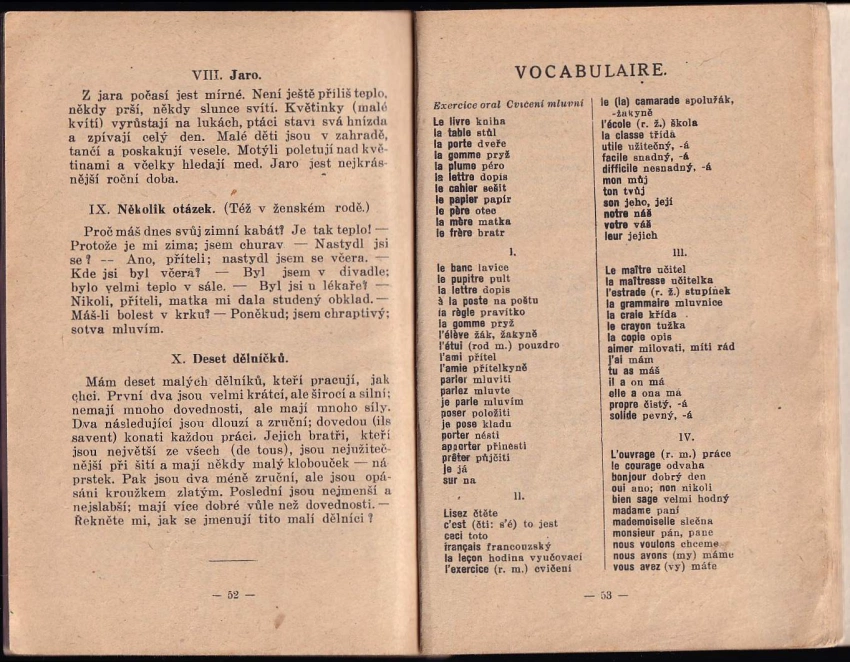 VIII. Jaro.
Z jara počasí jest mírné. Není ještě příliš teplo,
někdy prší, někdy slunce svítí. Květinky (malé
kvítí) vyrůstají na lukách, ptáci staví svá hnízda
a zpívají celý den. Malé děti jsou v zahradě,
tančí a poskakují vesele. Motýli poletují nad kvě-
tinami a včelky hledají med. Jaro jest nejkrás-
nější roční doba.
IX. Několik otázek. (Též v ženském rodě.)
Proč máš dnes svůj zimní kabát? Je tak teplo! —
Protože je mi zima; jsem churav — Nastydl jsi
se? — Ano, příteli; nastydl jsem se včera. —
Kde jsi byl včera? — Byl jsem v divadle;
bylo velmi teplo v sále. — Byl jsi u lékaře? —
Nikoli, příteli, matka mi dala studený obklad. —
Máš-li bolest v krku? — Poněkud; jsem chraptivý;
sotva mluvím.
X. Deset dělníčků.
Mám deset malých dělníků, kteří pracují, jak
chci. První dva jsou velmi krátcí, ale širocí a silní;
nemají mnoho dovednosti, ale mají mnoho síly.
Dva následující jsou dlouzí a zruční; dovedou (ils
savent) konati každou práci. Jejich bratři, kteří
jsou největší ze všech (de tous), jsou nejužiteč-
nější při šití a mají někdy malý klobouček — ná
prstek. Pak jsou dva méně zruční, ale jsou opá-
sáni kroužkem zlatým. Poslední jsou nejmenší a
nejslabší; mají více dobré vůle než dovednosti. —
Řekněte mi, jak se jmenují tito malí dělníci?
— 52 —
VOCABULAIRE.
Exercice oral Cvičení mluvní
Le livre kniha
la table stůl
la porte dveře
la gomme pryž
la plume péro
la lettre dopis
le cahier sešit
le papier papír
le père otec
la mère matka
le frère bratr
I.
le banc lavice
le pupitre pult
la lettre dopis
à la poste na poštu
la règle pravítko
la gomme pryž
l'élève žák, žakyně
l'étui (rod m.) pouzdro
l'ami přítel
l'amie přítelkyně
parler mluviti
parlez mluvte
je parle mluvím
poser položiti
je pose kladu
porter nésti
apporter přinesti
prêter půjčiti
je já
sur na
II.
Lisez čtěte
c'est (čti: s'é) to jest
ceci toto
français francouzský
la leçon hodina vyučovací
l'exercice (r. m.) cvičení
le (la) camarade spolužák,
-žakyně
l'école (r. ž.) škola
la classe třída
utile užitečný, -á
facile snadný, -á
difficile nesnadný, -á
mon můj
ton tvůj
son jeho, její
notre náš
votre váš
leur jejich
III.
Le maître učitel
la maîtresse učitelka
l'estrade (r. ž.) stupínek
la grammaire mluvnice
la craie křída
le crayon tužka
la copie opis
aimer milovati, míti rád
j'ai mám
tu as máš
il a on má
elle a ona má
propre čistý, -á
solide pevný, -á
IV.
L'ouvrage (r. m.) práce
le courage odvaha
bonjour dobrý den
oui ano; non nikoli
bien sage velmi hodný
madame paní
mademoiselle slečna
monsieur pán, pane
nous voulons chceme
nous avons (my) máme
vous avez (vy) máte
— 53 —